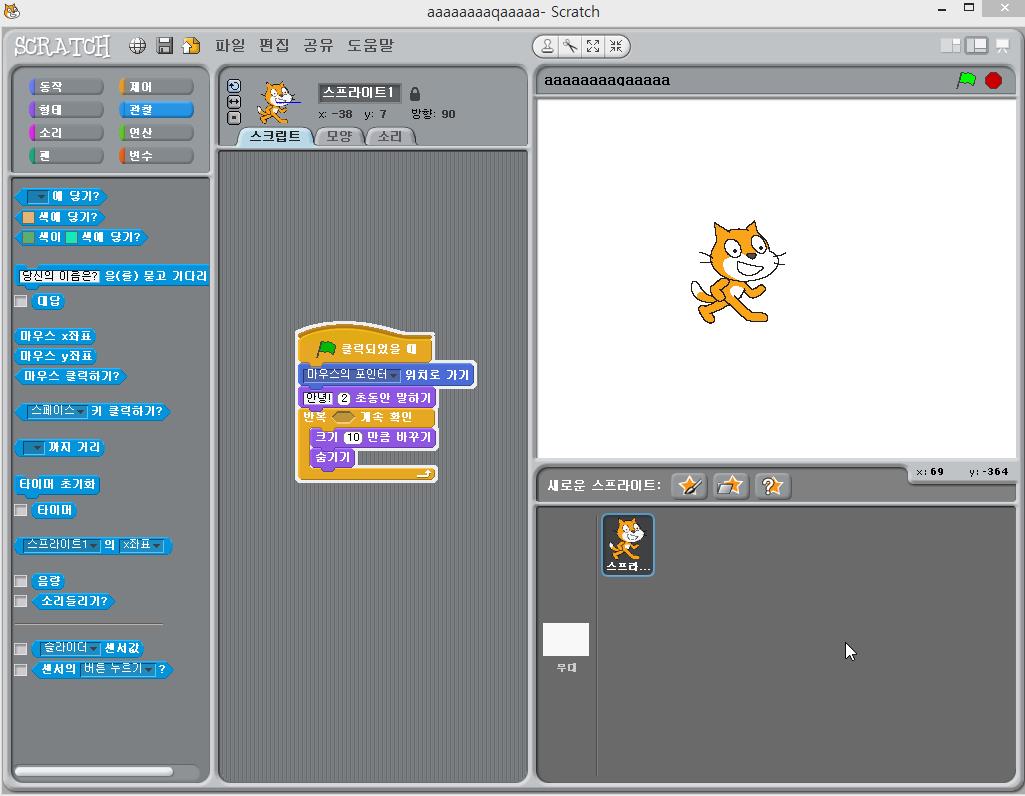 aaaaaaaaqaaaaa- Scratch
SCRATCH 파일 편집 공유 도움말
동작 제어
형태 관찰
소리 연산
펜 변수
에 닿기?
색에 닿기?
색이 색에 닿기?
당신의 이름은? 을(를) 묻고 기다리
대답
마우스 x좌표
마우스 y좌표
마우스 클릭하기?
스페이스 키 클릭하기?
까지 거리
타이머 초기화
타이머
스프라이트1 의 x좌표
음량
소리들리기?
슬라이더 센서값
센서의 버튼 누르기 ?
스프라이트1
x: -38 y: 7 방향: 90
스크립트 모양 소리
클릭되었을 때
마우스의 포인터 위치로 가기
안녕! 2 초동안 말하기
반복 계속 확인
크기 10 만큼 바꾸기
숨기기
aaaaaaaaqaaaaa
x: 69 y: -364
새로운 스프라이트:
스프라...
무대